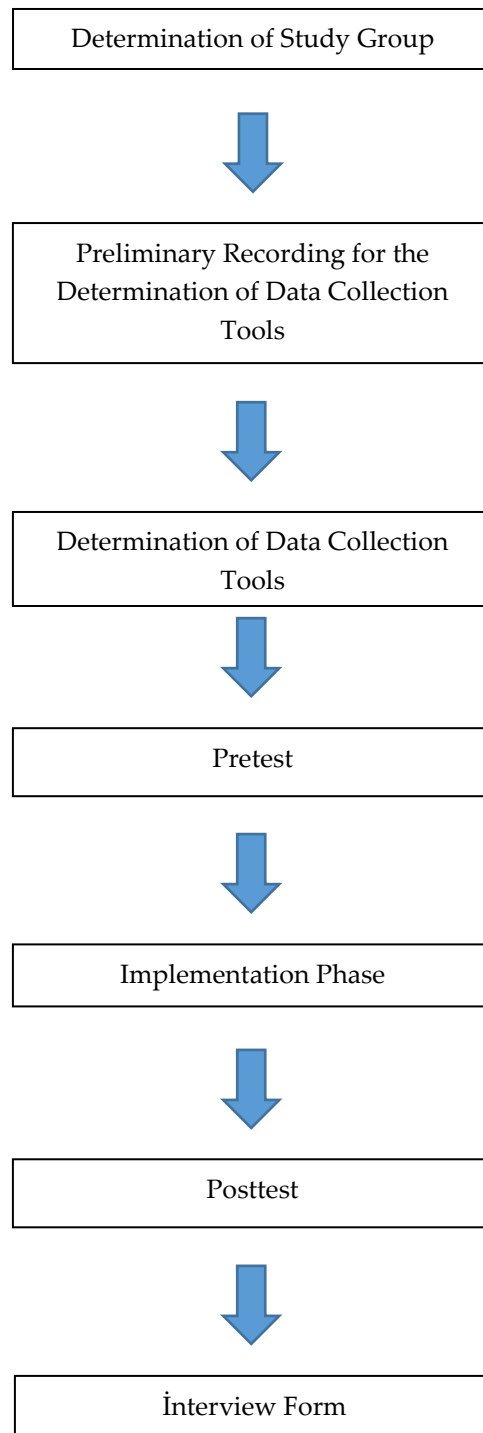 Determination of Study Group
Preliminary Recording for the
Determination of Data Collection
Tools
Determination of Data Collection
Tools
Pretest
Implementation Phase
Posttest
İnterview Form